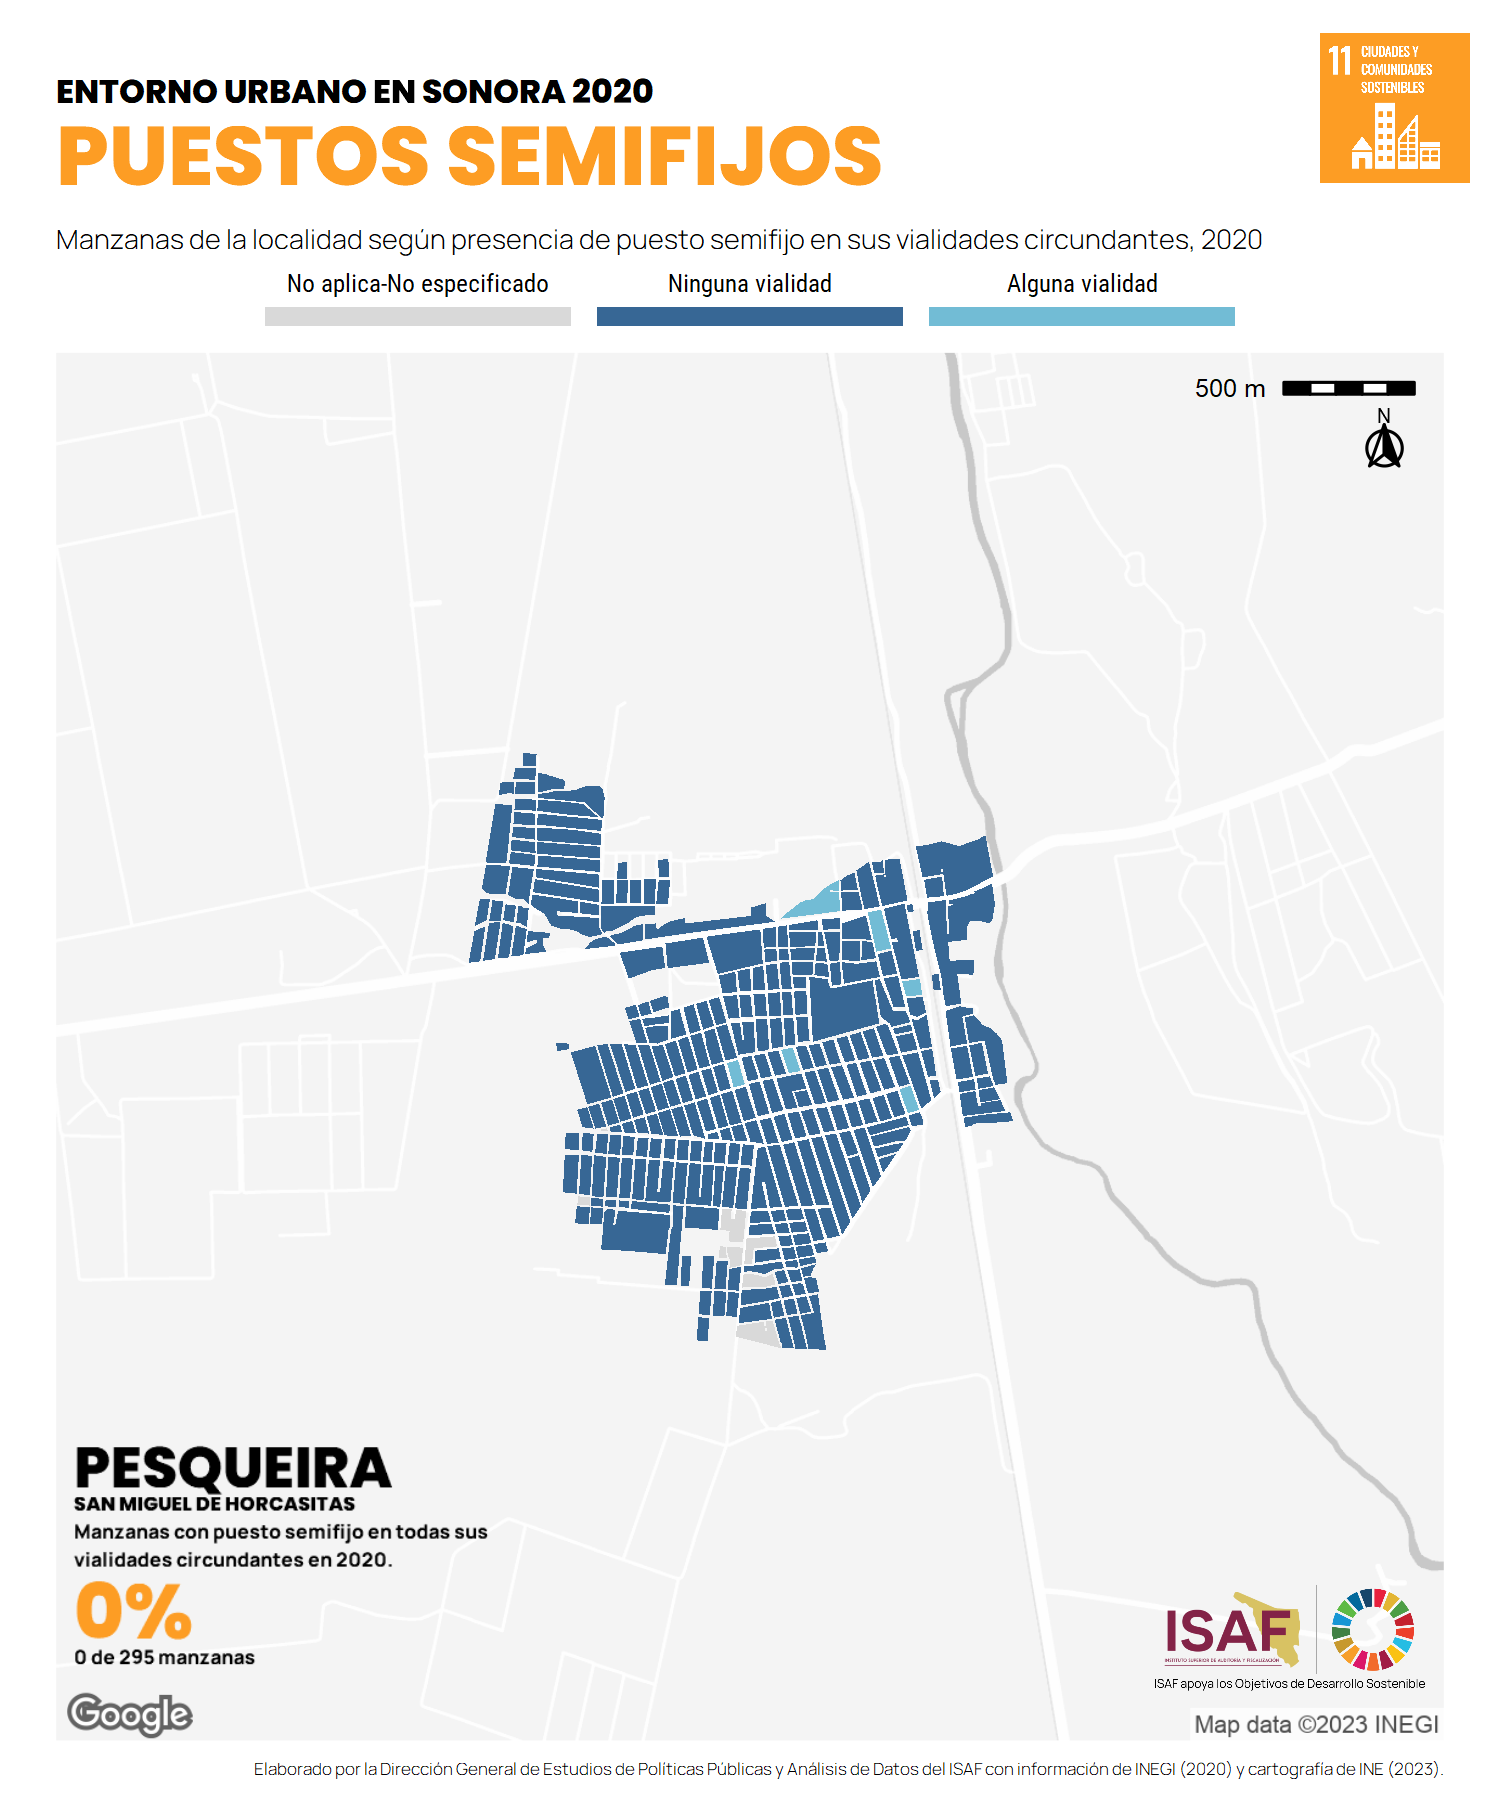 ENTORNO URBANO EN SONORA 2020
PUESTOS SEMIFIJOS
11 CIUDADES Y
COMUNIDADES
SOSTENIBLES
Manzanas de la localidad según presencia de puesto semifijo en sus vialidades circundantes, 2020
No aplica-No especificado
Ninguna vialidad
Alguna vialidad
500 m
N
PESQUEIRA
SAN MIGUEL DE HORCASITAS
Manzanas con puesto semifijo en todas sus
vialidades circundantes en 2020.
0%
0 de 295 manzanas
Google
ISAF
INSTITUTO SUPERIOR DE AUDITORÍA Y FISCALIZACIÓN
ISAF apoya los Objetivos de Desarrollo Sostenible
Map data ©2023 INEGI
Elaborado por la Dirección General de Estudios de Políticas Públicas y Análisis de Datos del ISAF con información de INEGI (2020) y cartografía de INE (2023).